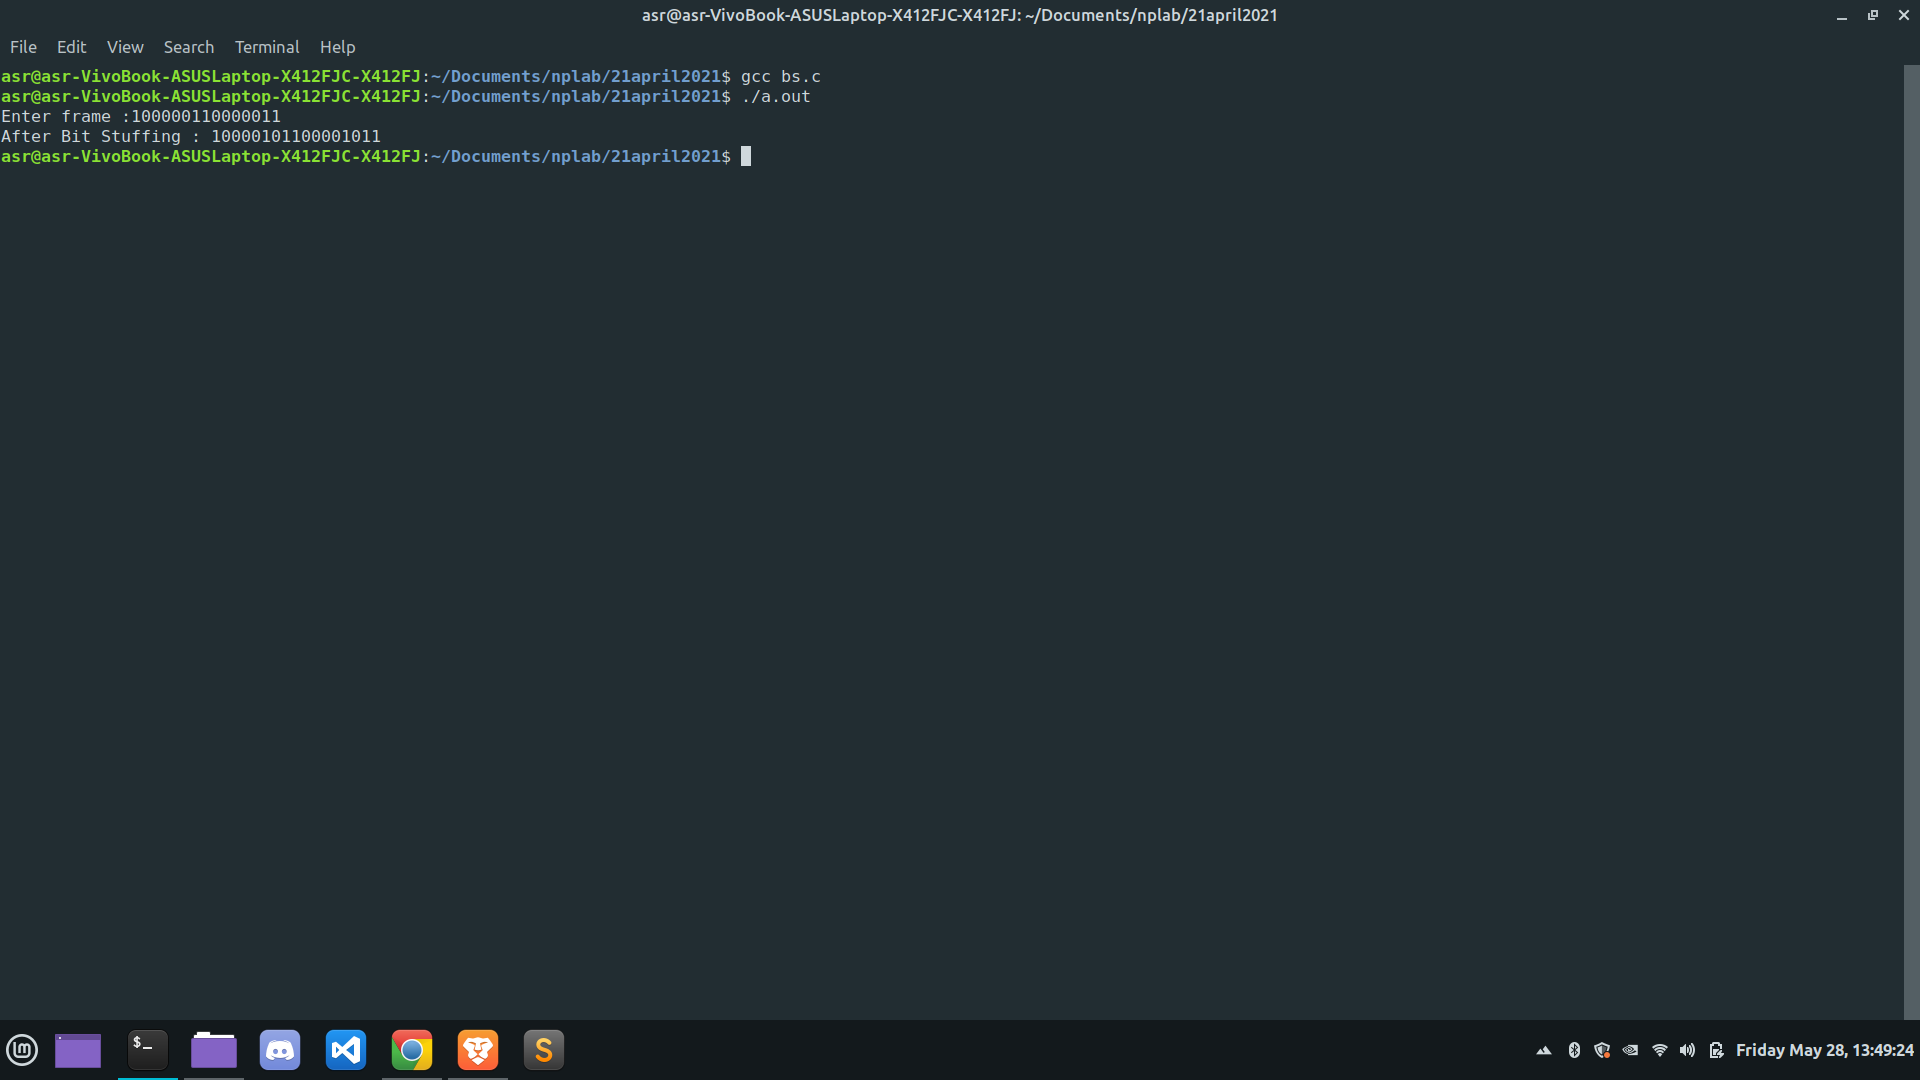 asr@asr-VivoBook-ASUSLaptop-X412FJC-X412FJ: ~/Documents/nplab/21april2021
File Edit View Search Terminal Help
asr@asr-VivoBook-ASUSLaptop-X412FJC-X412FJ:~/Documents/nplab/21april2021$ gcc bs.c
asr@asr-VivoBook-ASUSLaptop-X412FJC-X412FJ:~/Documents/nplab/21april2021$ ./a.out
Enter frame :100000110000011
After Bit Stuffing : 10000101100001011
asr@asr-VivoBook-ASUSLaptop-X412FJC-X412FJ:~/Documents/nplab/21april2021$
$_ S Friday May 28, 13:49:24